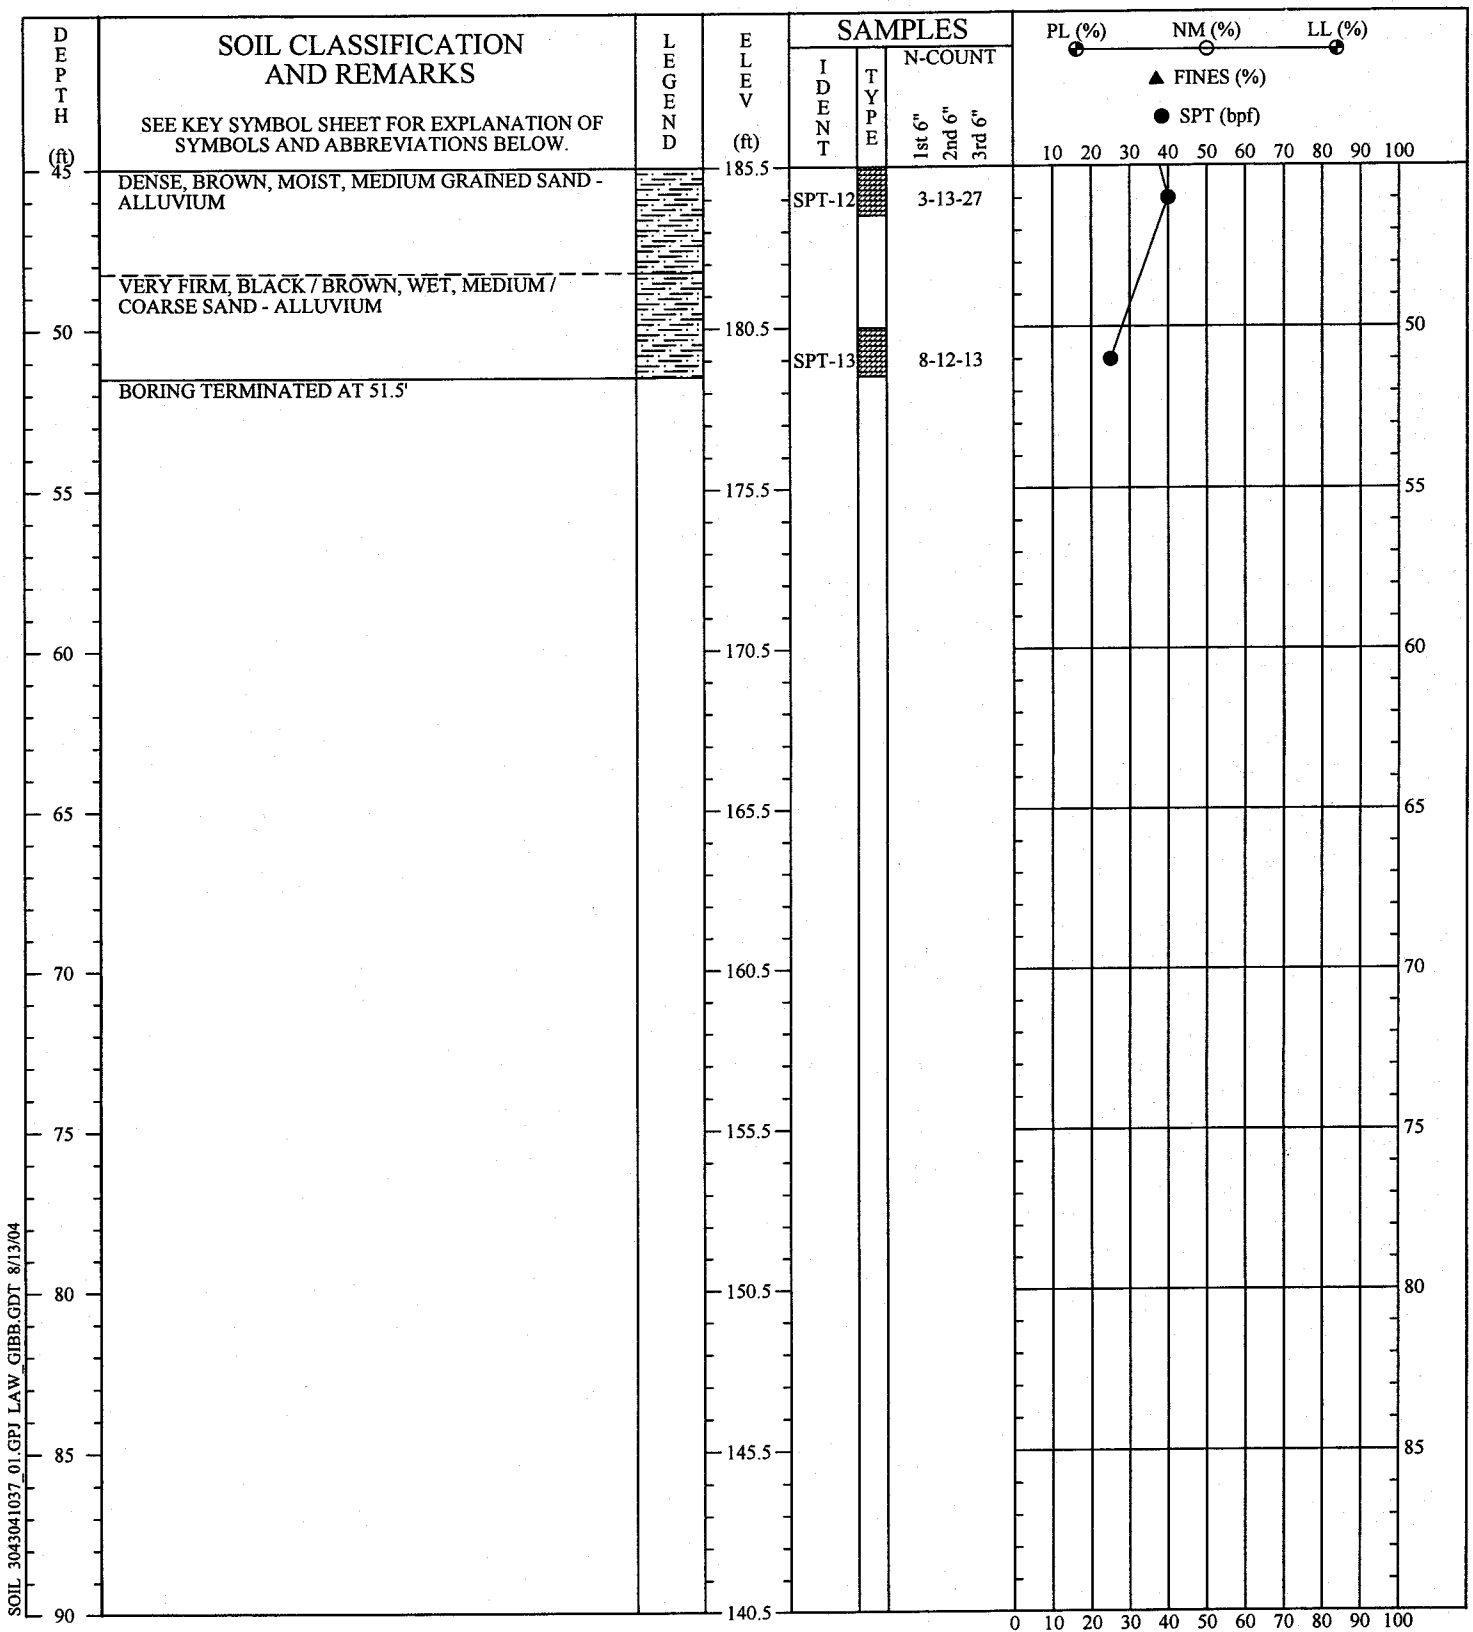 DEPTH (ft)
SOIL CLASSIFICATION
AND REMARKS
SEE KEY SYMBOL SHEET FOR EXPLANATION OF
SYMBOLS AND ABBREVIATIONS BELOW.
LEGEND
ELEV (ft)
SAMPLES
IDENT
TYPE
N-COUNT
1st 6"
2nd 6"
3rd 6"
PL (%) NM (%) LL (%)
▲ FINES (%)
● SPT (bpf)
10 20 30 40 50 60 70 80 90 100
45 185.5
DENSE, BROWN, MOIST, MEDIUM GRAINED SAND -
ALLUVIUM
SPT-12 3-13-27
VERY FIRM, BLACK / BROWN, WET, MEDIUM /
COARSE SAND - ALLUVIUM
50 180.5 50
SPT-13 8-12-13
BORING TERMINATED AT 51.5'
55 175.5 55
60 170.5 60
65 165.5 65
70 160.5 70
75 155.5 75
80 150.5 80
85 145.5 85
90 140.5
0 10 20 30 40 50 60 70 80 90 100
SOIL 3043041037_01.GPJ LAW_GIBB.GDT 8/13/04